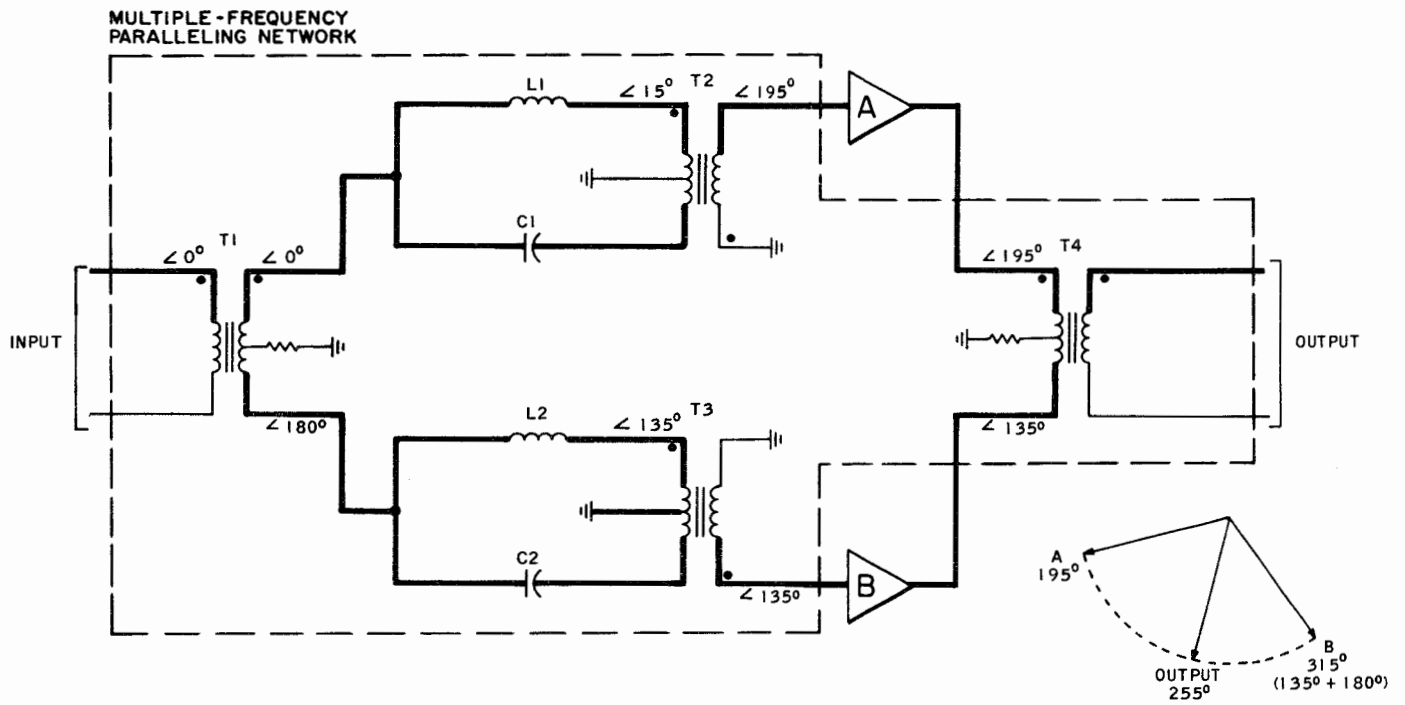 MULTIPLE-FREQUENCY
PARALLELING NETWORK
L1
∠15°
T2
∠195°
A
C1
T1
∠0°
∠0°
∠195°
T4
INPUT
OUTPUT
∠180°
L2
∠135°
T3
∠135°
C2
∠135°
B
A
195°
B
315°
(135° + 180°)
OUTPUT
255°